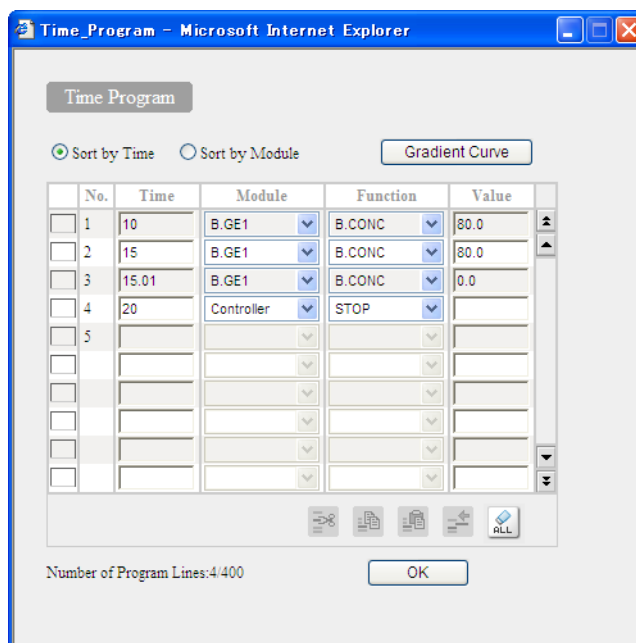 Time_Program - Microsoft Internet Explorer
Time Program
Sort by Time Sort by Module Gradient Curve
No. Time Module Function Value
1 10 B.GE1 B.CONC 80.0
2 15 B.GE1 B.CONC 80.0
3 15.01 B.GE1 B.CONC 0.0
4 20 Controller STOP
5
ALL
Number of Program Lines:4/400 OK